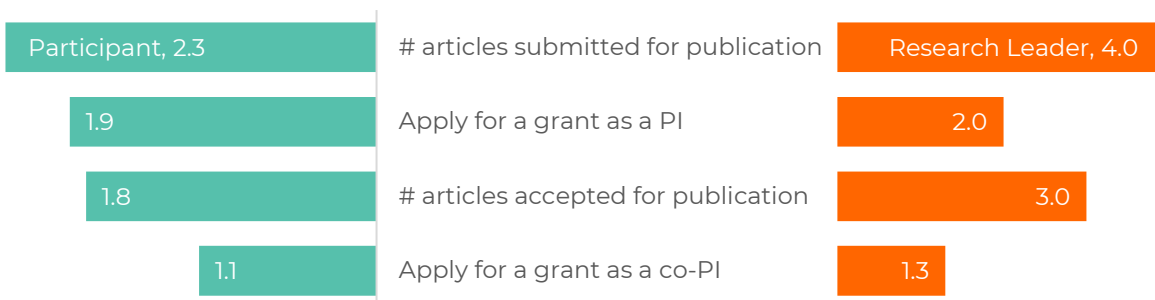 Participant, 2.3 # articles submitted for publication Research Leader, 4.0
1.9 Apply for a grant as a PI 2.0
1.8 # articles accepted for publication 3.0
1.1 Apply for a grant as a co-PI 1.3